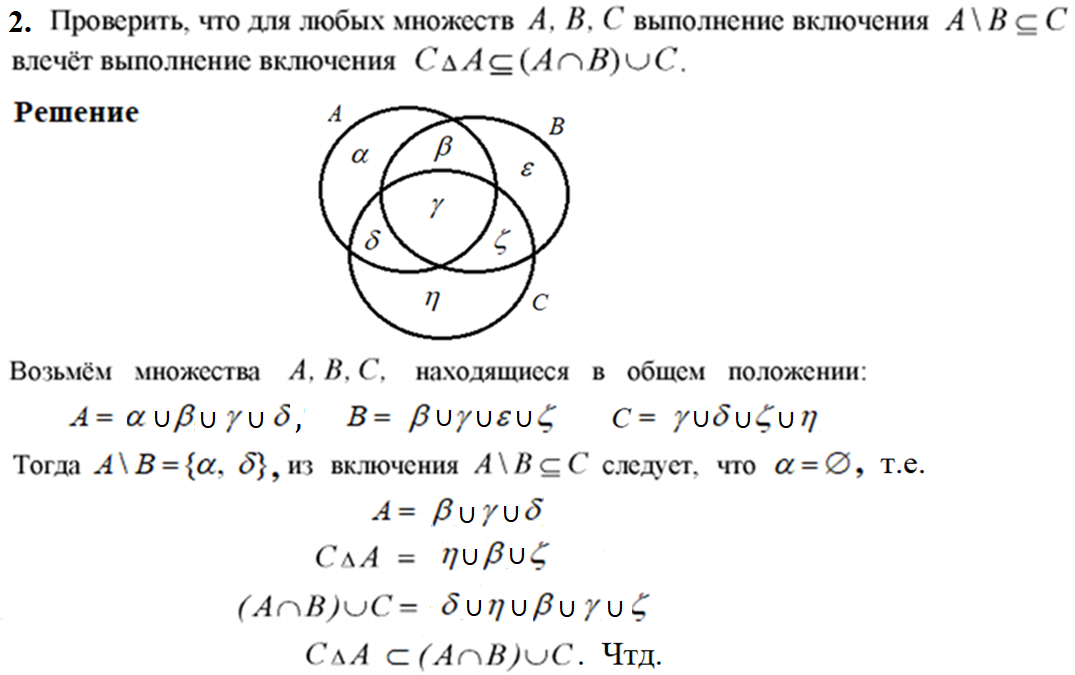 2. Проверить, что для любых множеств A, B, C выполнение включения A \ B ⊆ C
влечёт выполнение включения C Δ A ⊆ (A∩B)∪C.
Решение
A
B
α
β
ε
γ
δ
ζ
η
C
Возьмём множества A, B, C, находящиеся в общем положении:
A = α ∪ β ∪ γ ∪ δ, B = β ∪ γ ∪ ε ∪ ζ C = γ ∪ δ ∪ ζ ∪ η
Тогда A \ B = {α, δ}, из включения A \ B ⊆ C следует, что α = ∅, т.е.
A = β ∪ γ ∪ δ
C Δ A = η ∪ β ∪ ζ
(A∩B)∪C = δ ∪ η ∪ β ∪ γ ∪ ζ
C Δ A ⊂ (A∩B)∪C. Чтд.